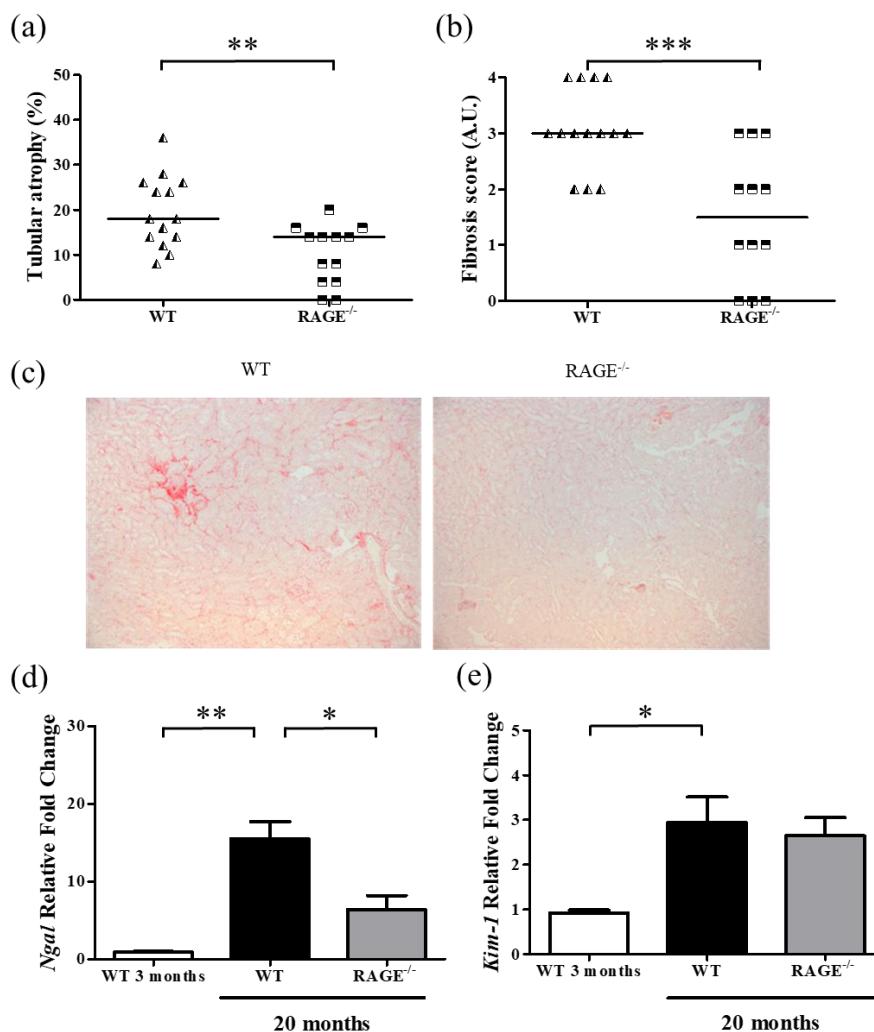 (a)
**
Tubular atrophy (%)
50
40
30
20
10
0
WT
RAGE-/-
(b)
***
Fibrosis score (A.U.)
4
3
2
1
0
WT
RAGE-/-
(c)
WT
RAGE-/-
(d)
**
*
Ngal Relative Fold Change
30
20
10
0
WT 3 months
WT
RAGE-/-
20 months
(e)
*
Kim-1 Relative Fold Change
5
4
3
2
1
0
WT 3 months
WT
RAGE-/-
20 months